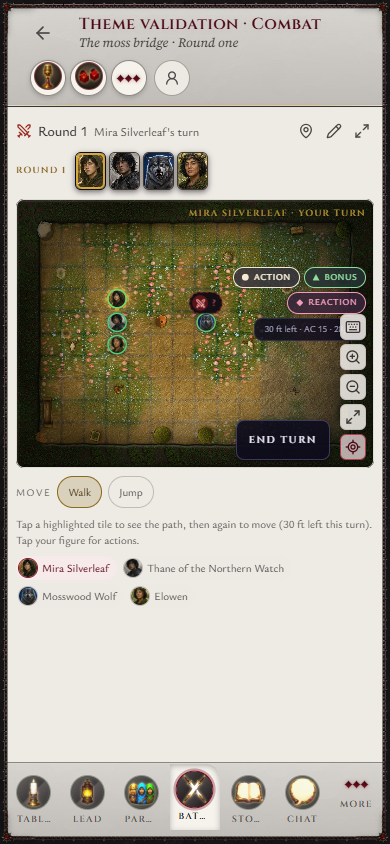 Theme validation · Combat
The moss bridge · Round one
Round 1 Mira Silverleaf's turn
ROUND 1
MIRA SILVERLEAF · YOUR TURN
ACTION
BONUS
REACTION
30 ft left · AC 15 ·
END TURN
MOVE Walk Jump
Tap a highlighted tile to see the path, then again to move (30 ft left this turn).
Tap your figure for actions.
Mira Silverleaf Thane of the Northern Watch
Mosswood Wolf Elowen
TABL… LEAD PAR… BAT… STO… CHAT MORE